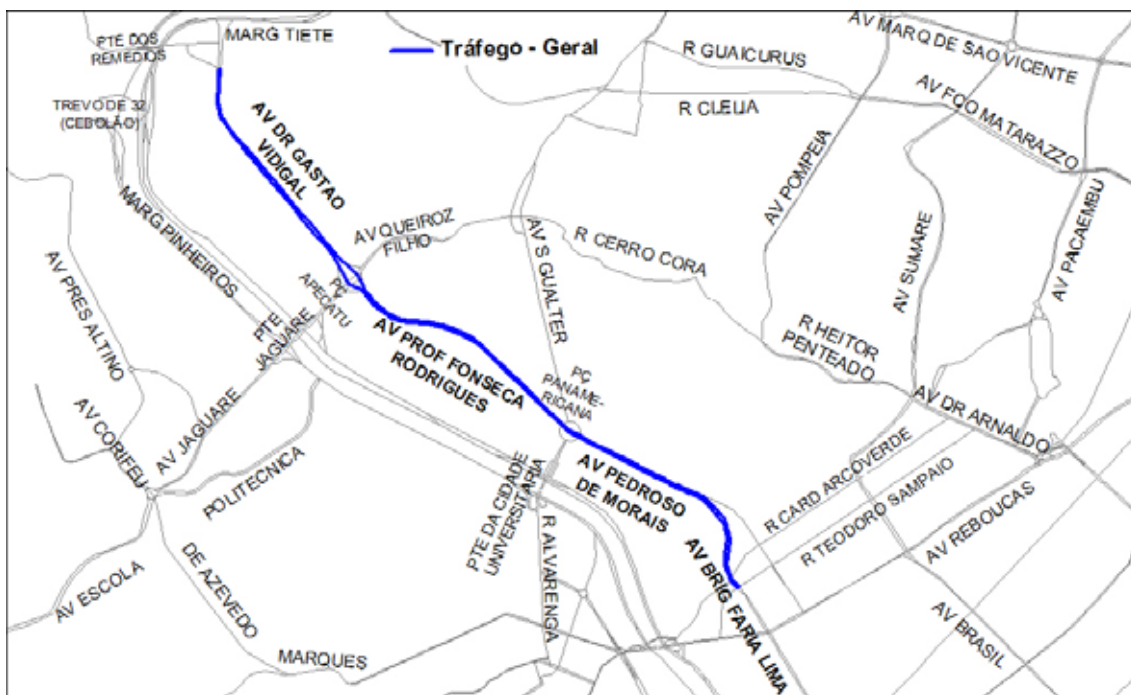 PTE DOS
REMEDIOS
MARG TIETE
Tráfego - Geral
R GUAICURUS
AV MARQ DE SAO VICENTE
TREVO DE 32
(CEBOLÃO)
R CLELIA
AV FCO MATARAZZO
AV DR GASTAO
VIDIGAL
AV POMPEIA
MARG PINHEIROS
AV QUEIROZ
FILHO
AV S GUALTER
R CERRO CORA
AV SUMARE
AV PACAEMBU
AV PRES ALTINO
PÇ
APECATU
PTE
JAGUARE
AV PROF FONSECA
RODRIGUES
R HEITOR
PENTEADO
PÇ
PANAME-
RICANA
AV DR ARNALDO
AV CORIFEU
AV JAGUARE
POLITECNICA
PTE DA CIDADE
UNIVERSITARIA
AV PEDROSO
DE MORAIS
R CARD ARCOVERDE
R TEODORO SAMPAIO
AV REBOUCAS
R ALVARENGA
AV BRIG FARIA LIMA
AV ESCOLA
DE AZEVEDO
MARQUES
AV BRASIL